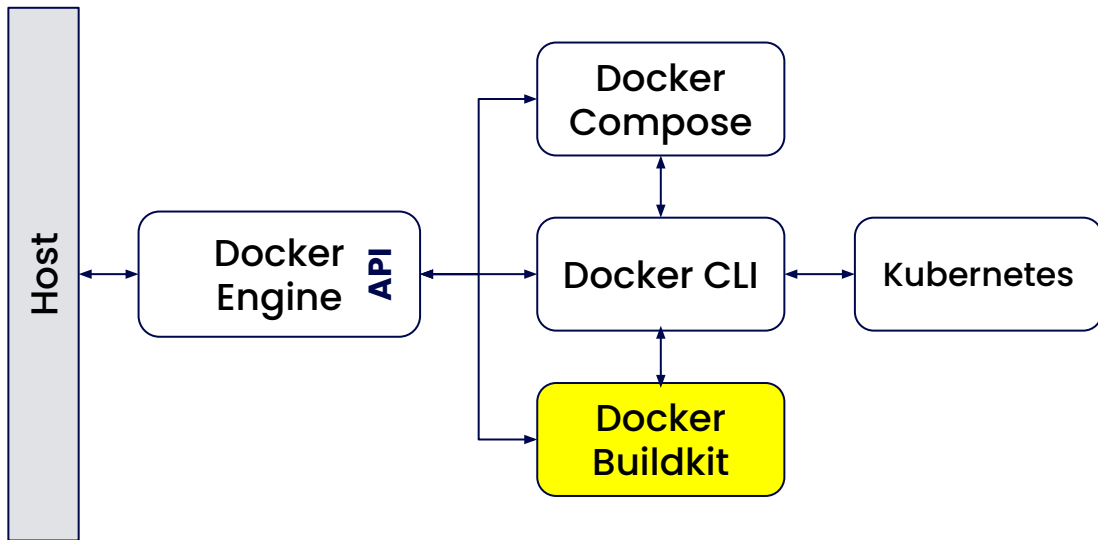 Host
Docker
Engine
API
Docker
Compose
Docker CLI
Docker
Buildkit
Kubernetes